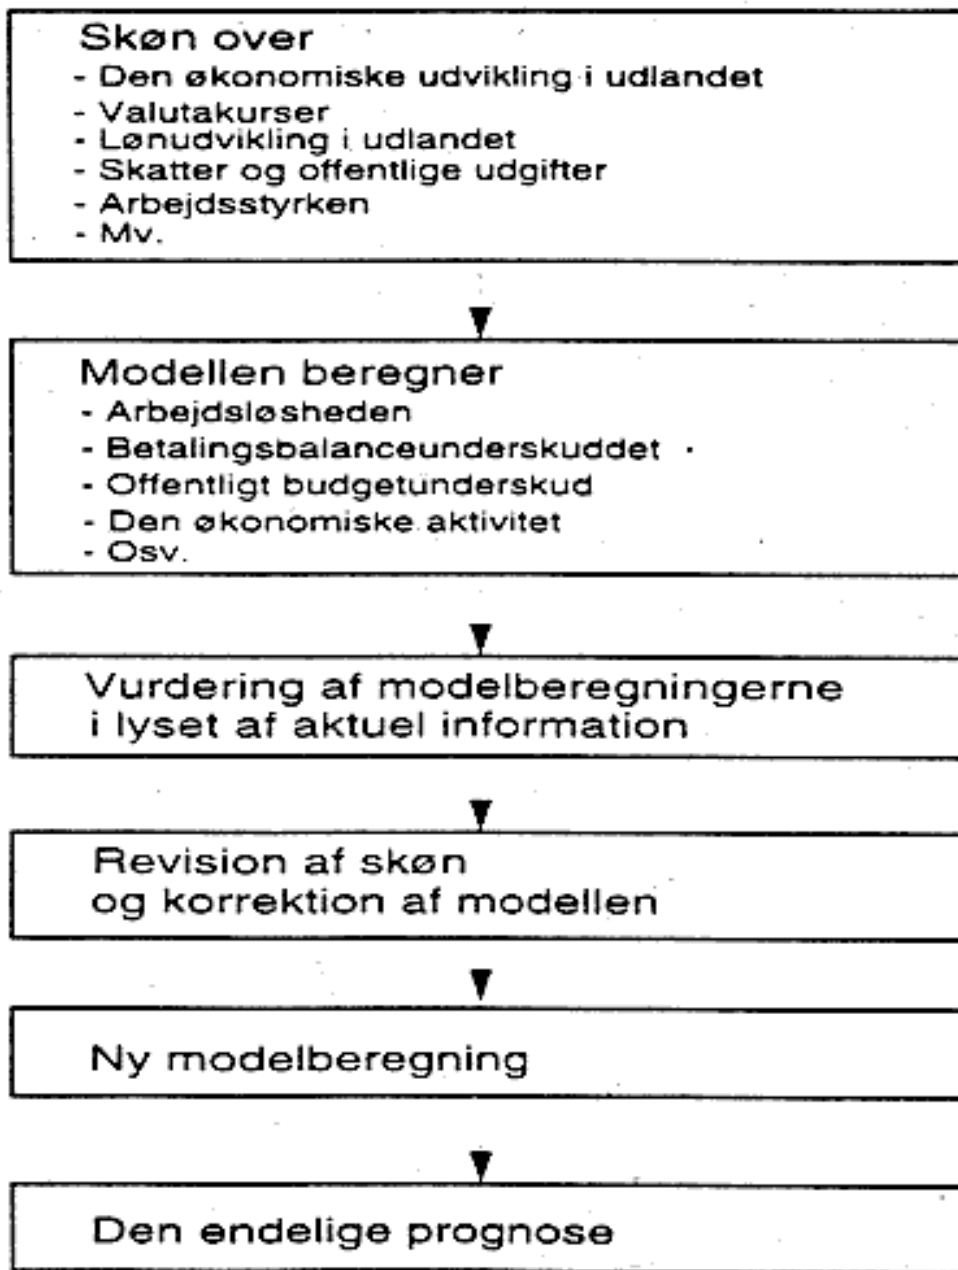 Skøn over
- Den økonomiske udvikling i udlandet
- Valutakurser
- Lønudvikling i udlandet
- Skatter og offentlige udgifter
- Arbejdsstyrken
- Mv.
Modellen beregner
- Arbejdsløsheden
- Betalingsbalanceunderskuddet
- Offentligt budgetunderskud
- Den økonomiske aktivitet
- Osv.
Vurdering af modelberegningerne
i lyset af aktuel information
Revision af skøn
og korrektion af modellen
Ny modelberegning
Den endelige prognose